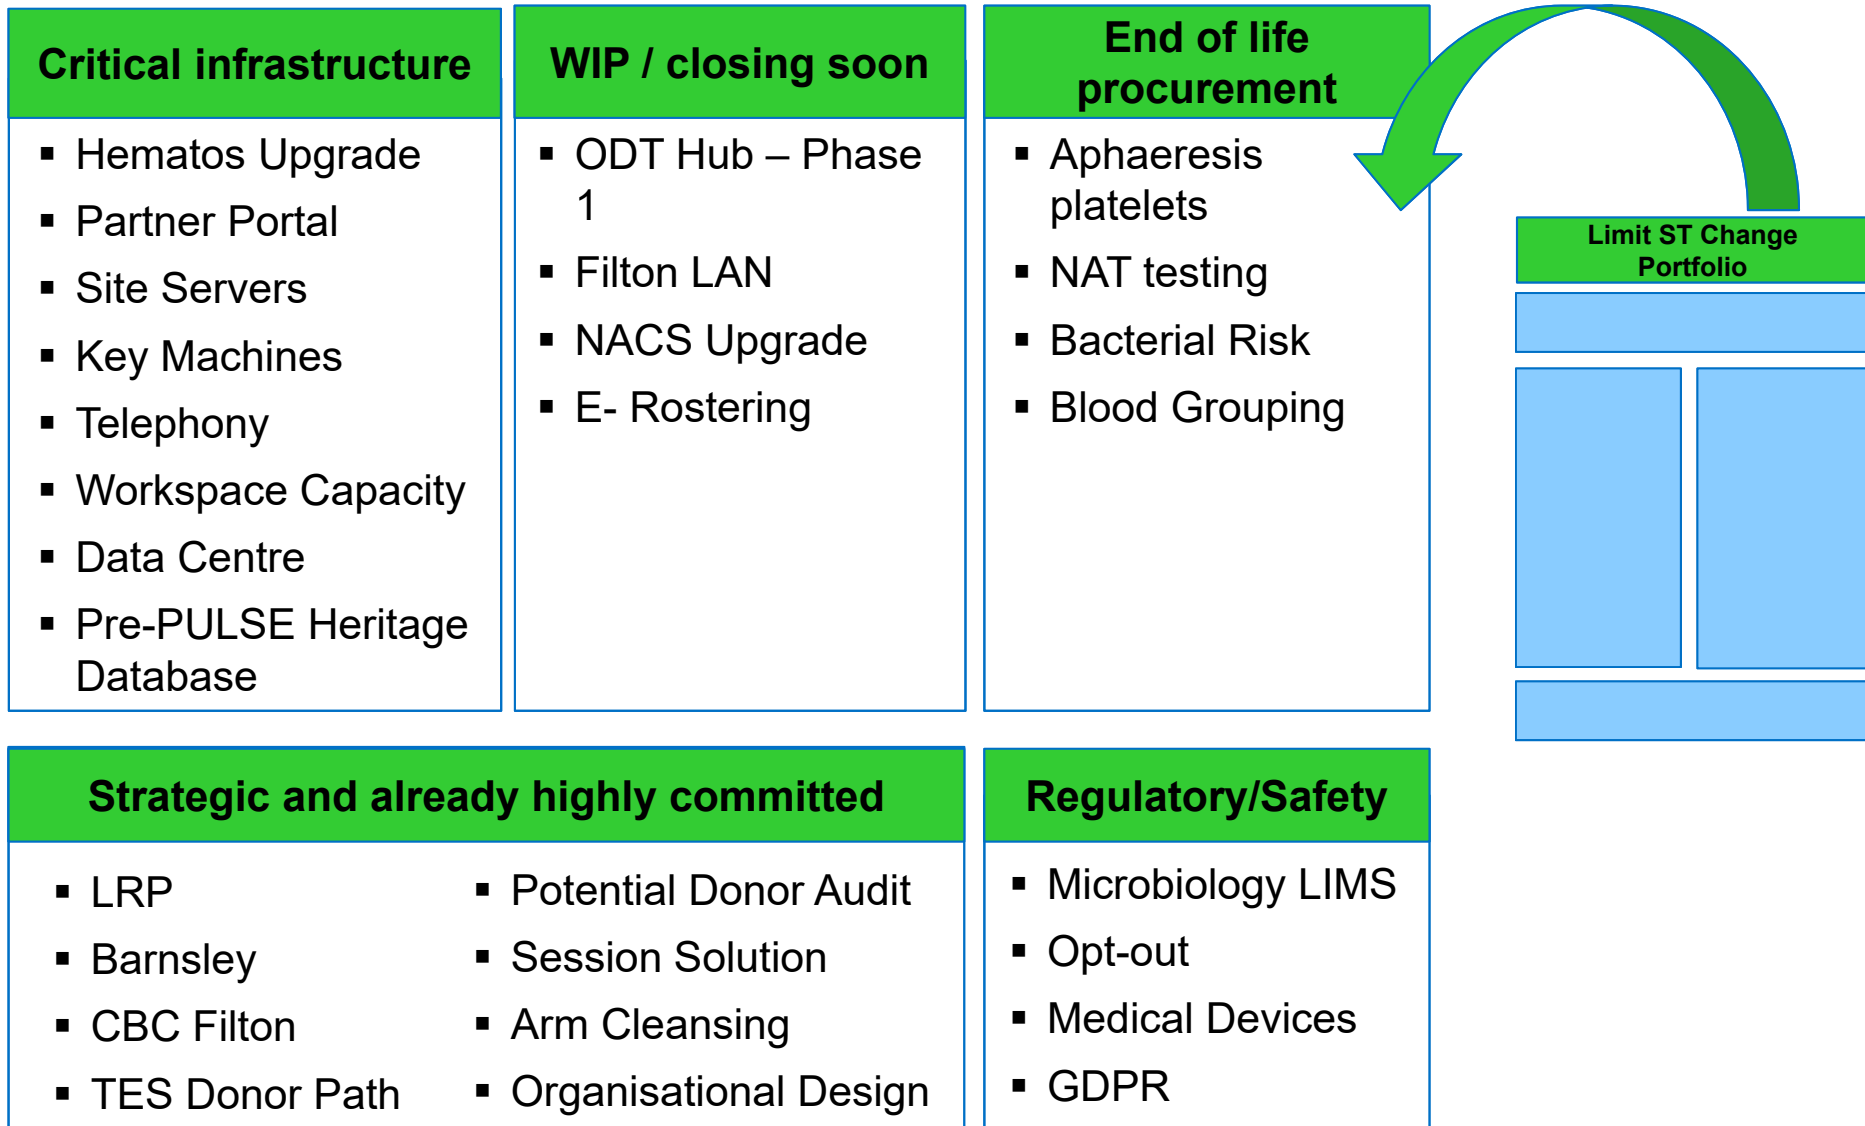 Critical infrastructure
▪ Hematos Upgrade
▪ Partner Portal
▪ Site Servers
▪ Key Machines
▪ Telephony
▪ Workspace Capacity
▪ Data Centre
▪ Pre-PULSE Heritage
Database
WIP / closing soon
▪ ODT Hub – Phase
1
▪ Filton LAN
▪ NACS Upgrade
▪ E- Rostering
End of life
procurement
▪ Aphaeresis
platelets
▪ NAT testing
▪ Bacterial Risk
▪ Blood Grouping
Limit ST Change
Portfolio
Strategic and already highly committed
▪ LRP
▪ Barnsley
▪ CBC Filton
▪ TES Donor Path
▪ Potential Donor Audit
▪ Session Solution
▪ Arm Cleansing
▪ Organisational Design
Regulatory/Safety
▪ Microbiology LIMS
▪ Opt-out
▪ Medical Devices
▪ GDPR